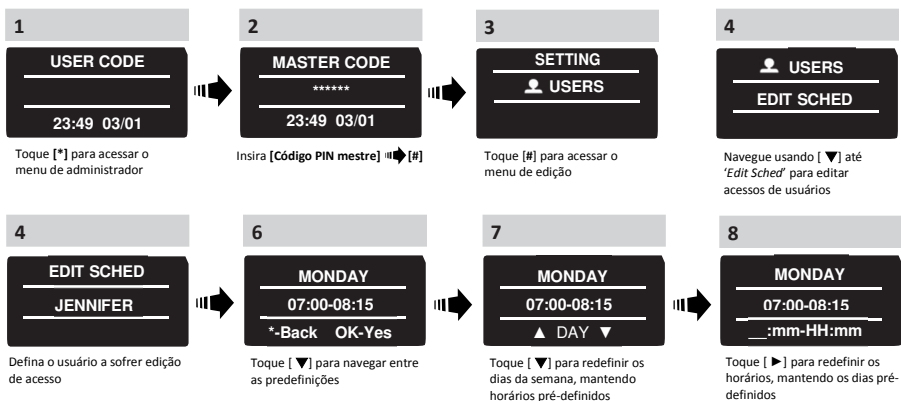 1
USER CODE
23:49 03/01
Toque [*] para acessar o
menu de administrador
2
MASTER CODE
******
23:49 03/01
Insira [Código PIN mestre] [#]
3
SETTING
USERS
Toque [#] para acessar o
menu de edição
4
USERS
EDIT SCHED
Navegue usando [ ▼] até
‘Edit Sched’ para editar
acessos de usuários
4
EDIT SCHED
JENNIFER
Defina o usuário a sofrer edição
de acesso
6
MONDAY
07:00-08:15
*-Back OK-Yes
Toque [ ▼] para navegar entre
as predefinições
7
MONDAY
07:00-08:15
▲ DAY ▼
Toque [ ▼] para redefinir os
dias da semana, mantendo
horários pré-definidos
8
MONDAY
07:00-08:15
__:mm-HH:mm
Toque [ ►] para redefinir os
horários, mantendo os dias pré-
definidos